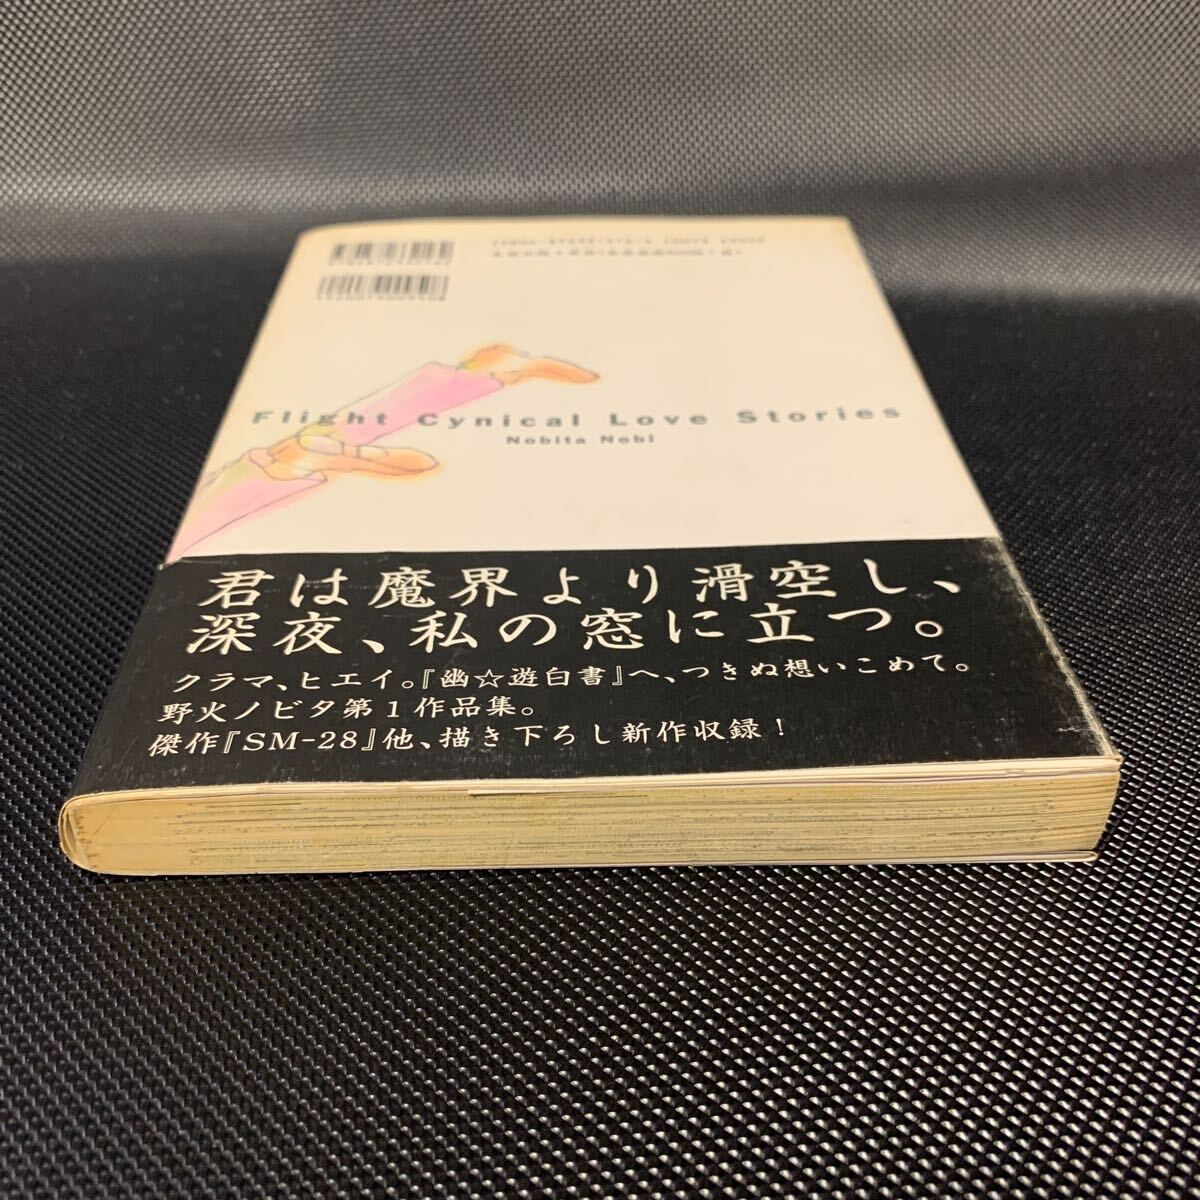 Flight Cynical Love Stories
Nobita Nobi
君は魔界より滑空し、
深夜、私の窓に立つ。
クラマ、ヒエイ。『幽☆遊白書』へ、つきぬ想いこめて。
野火ノビタ第1作品集。
傑作『SM-28』他、描き下ろし新作収録!